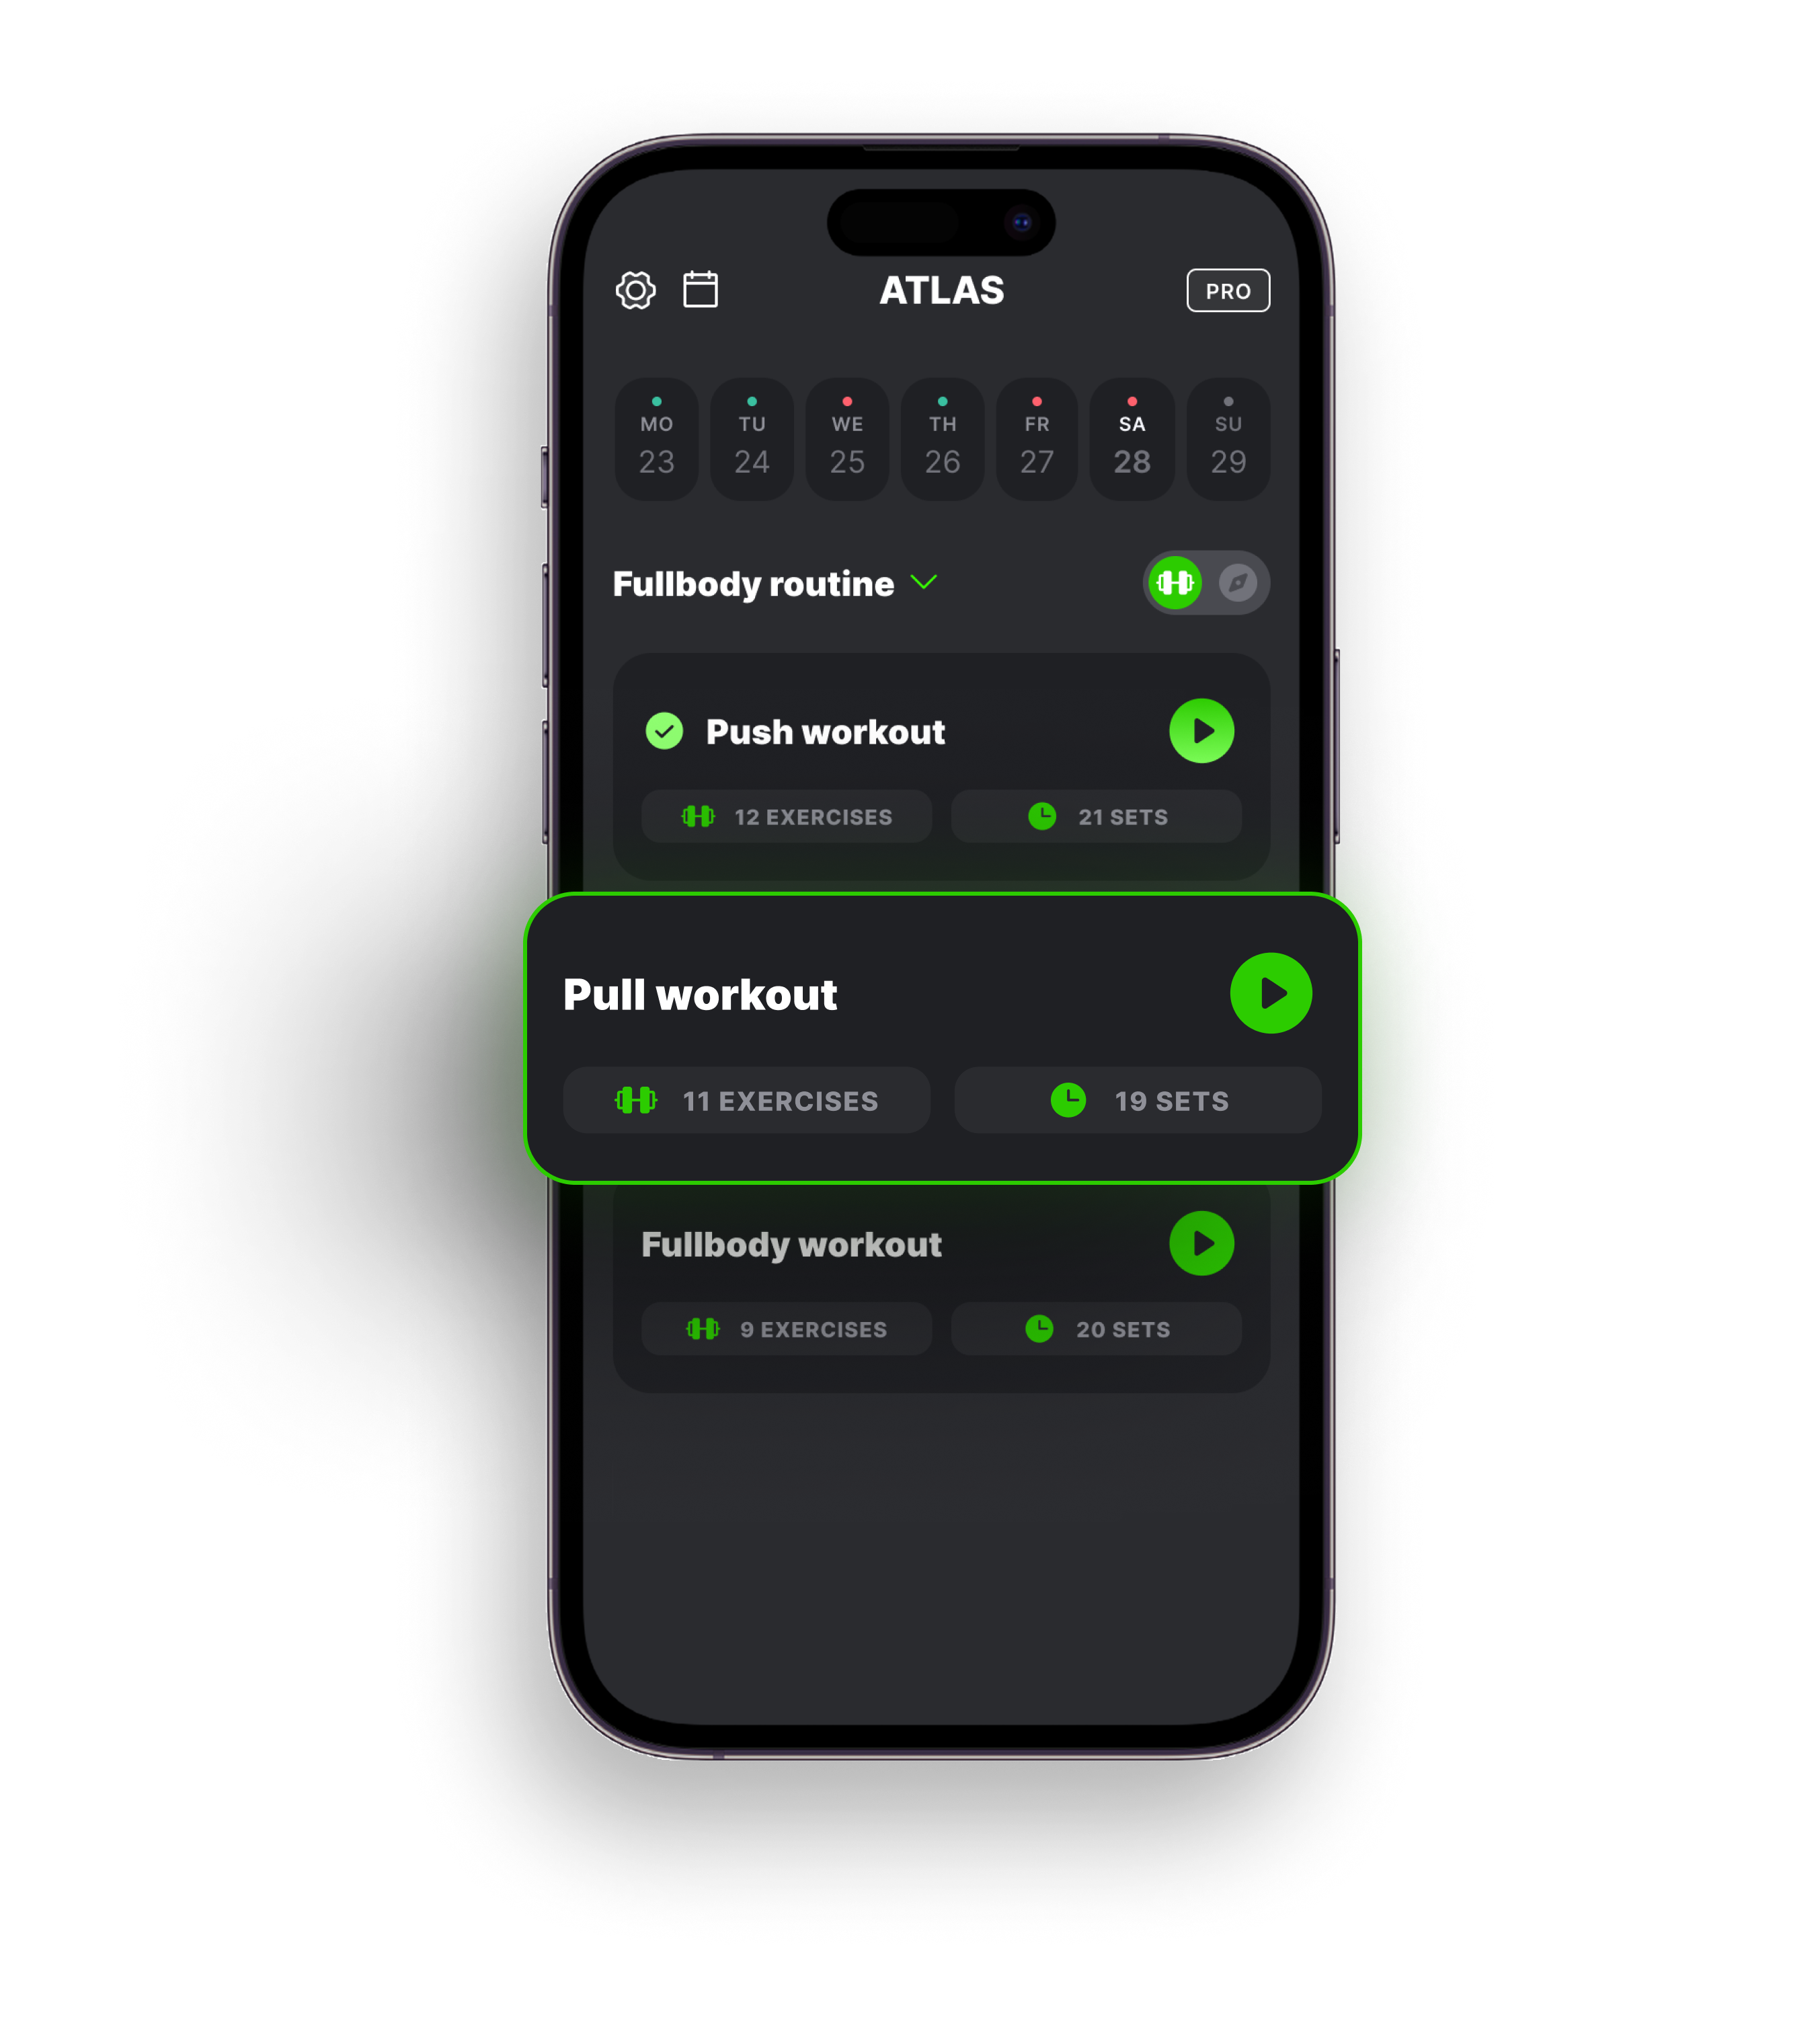 ATLAS
PRO
MO TU WE TH FR SA SU
23 24 25 26 27 28 29
Fullbody routine
Push workout
12 EXERCISES 21 SETS
Pull workout
11 EXERCISES 19 SETS
Fullbody workout
9 EXERCISES 20 SETS